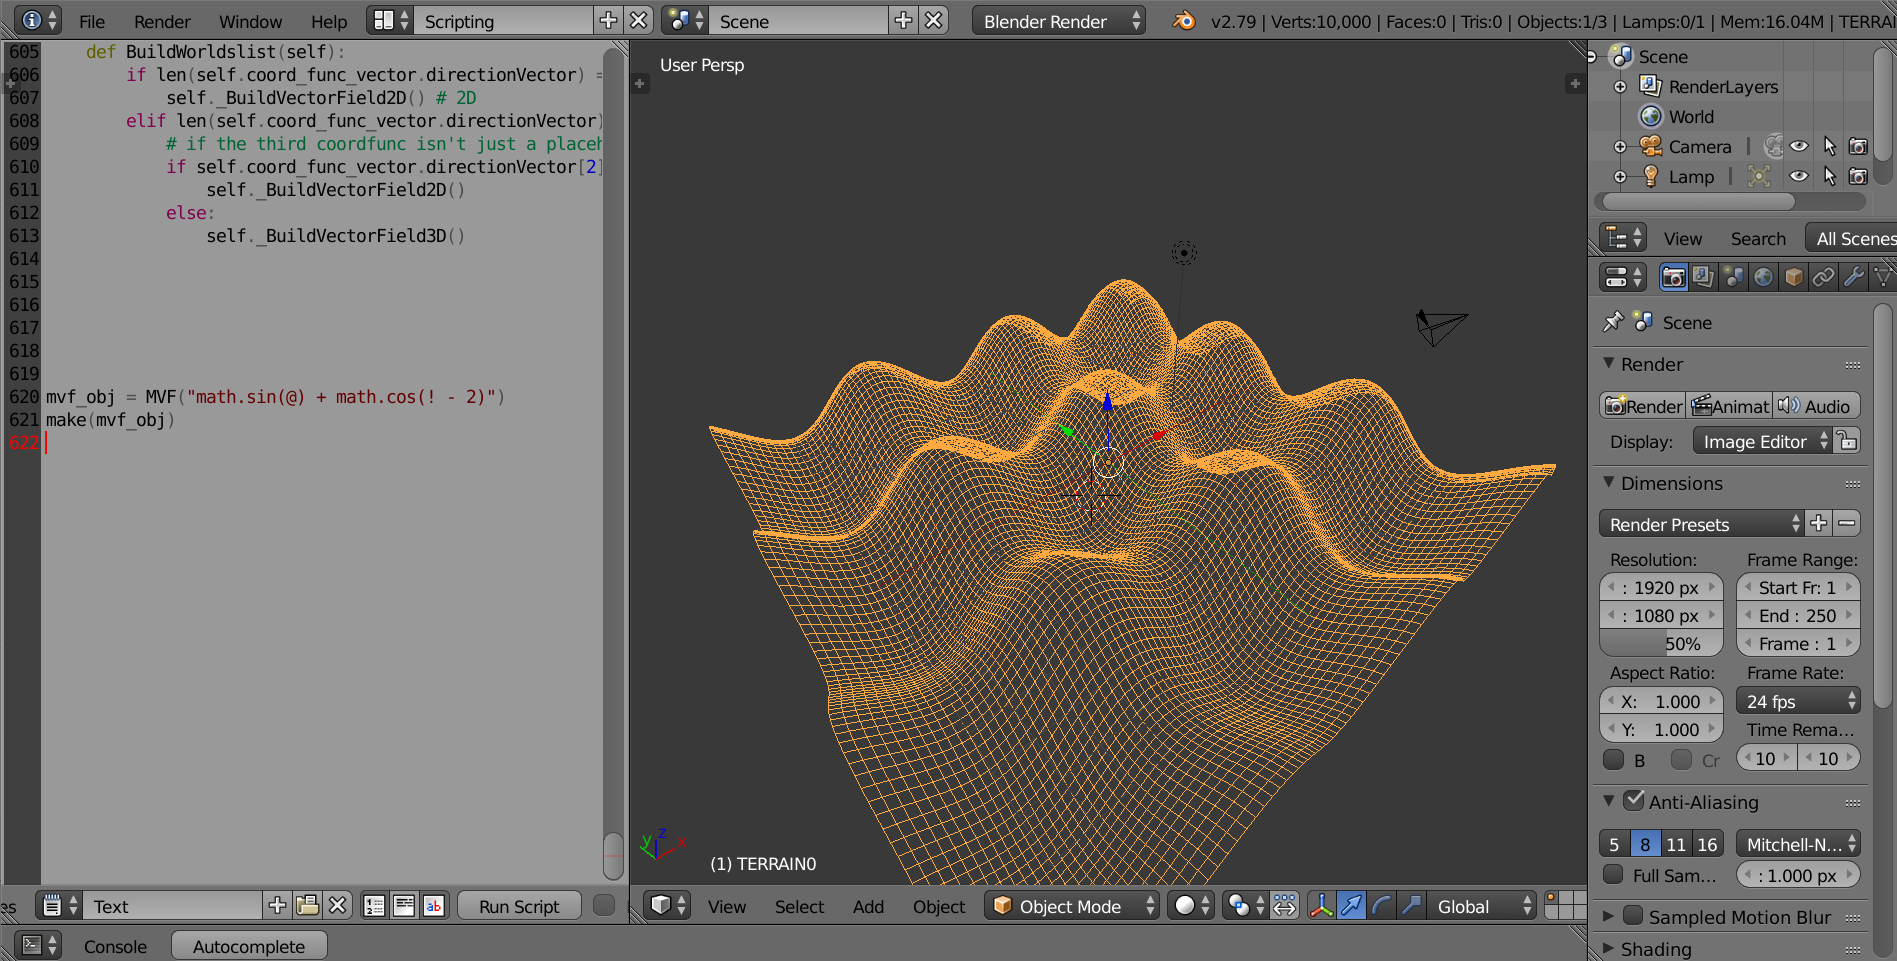 File Render Window Help Scripting Scene Blender Render v2.79 | Verts:10,000 | Faces:0 | Tris:0 | Objects:1/3 | Lamps:0/1 | Mem:16.04M | TERRAI
605 def BuildWorldslist(self):
606 if len(self.coord_func_vector.directionVector) =
607 self._BuildVectorField2D() # 2D
608 elif len(self.coord_func_vector.directionVector)
609 # if the third coordfunc isn't just a placeh
610 if self.coord_func_vector.directionVector[2]
611 self._BuildVectorField2D()
612 else:
613 self._BuildVectorField3D()
614
615
616
617
618
619
620 mvf_obj = MVF("math.sin(@) + math.cos(! - 2)")
621 make(mvf_obj)
622
es Text Run Script
Console Autocomplete
User Persp
y z x
(1) TERRAIN0
View Select Add Object Object Mode Global
Scene
RenderLayers
World
Camera
Lamp
View Search All Scenes
Scene
Render
Render Animat Audio
Display: Image Editor
Dimensions
Render Presets
Resolution: Frame Range:
: 1920 px Start Fr: 1
: 1080 px End : 250
50% Frame : 1
Aspect Ratio: Frame Rate:
X: 1.000 24 fps
Y: 1.000 Time Rema...
B Cr 10 10
Anti-Aliasing
5 8 11 16 Mitchell-N...
Full Sam... : 1.000 px
Sampled Motion Blur
Shading